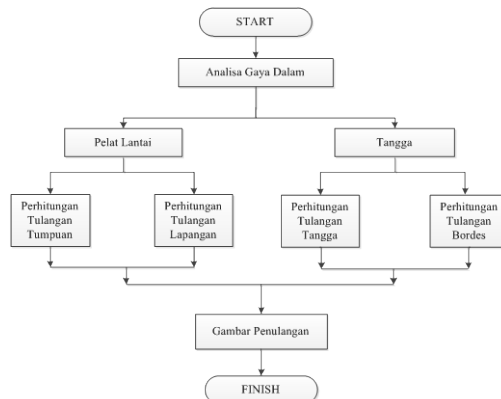 START
Analisa Gaya Dalam
Pelat Lantai
Tangga
Perhitungan
Tulangan
Tumpuan
Perhitungan
Tulangan
Lapangan
Perhitungan
Tulangan
Tangga
Perhitungan
Tulangan
Bordes
Gambar Penulangan
FINISH